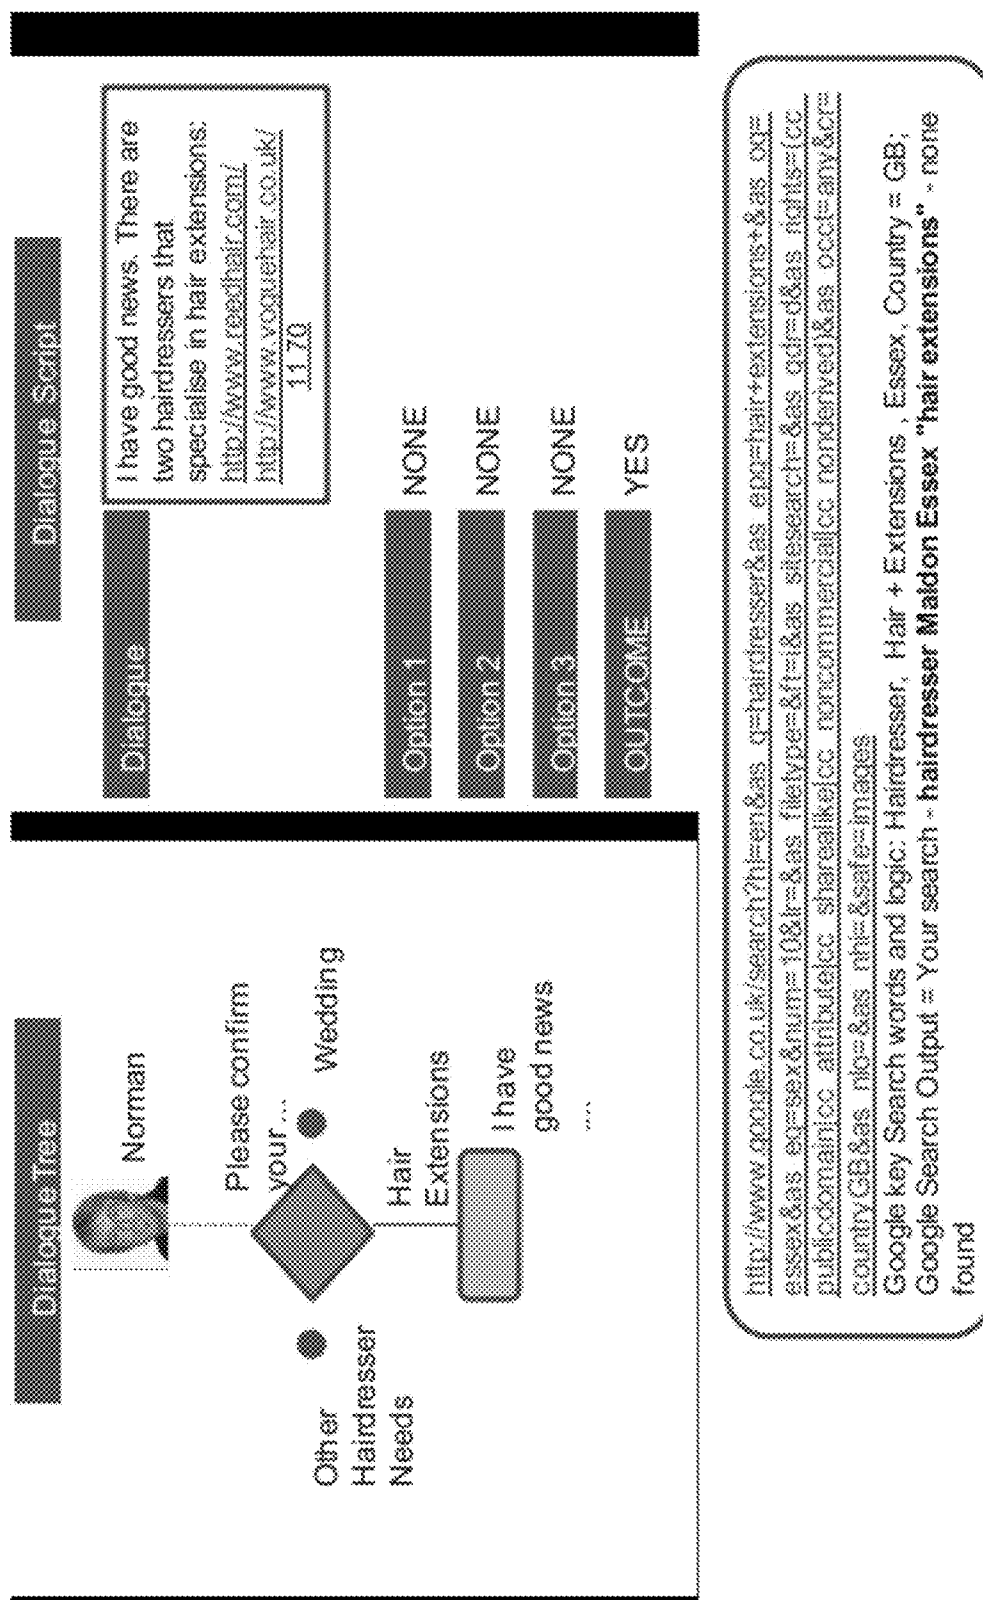 Dialogue Tree
Norman
Please confirm
your...
Wedding
Other
Hairdresser
Needs
Hair
Extensions
I have
good news
....
Dialogue Script
Dialogue
I have good news. There are
two hairdressers that
specialise in hair extensions:
http://www.reedhair.com/
http://www.voguehair.co.uk/
11.70
Option 1 NONE
Option 2 NONE
Option 3 NONE
OUTCOME YES
http://www.google.co.uk/search?hl=en&as_q=hairdresser&as_epq=hair+extensions+&as_oq=
essex&as_eq=sex&num=10&lr=&as_filetype=&ft=i&as_sitesearch=&as_qdr=d&as_rights=(cc_
publicdomain|cc_attribute|cc_sharealike|cc_noncommercial|cc_nonderived)&as_occt=any&cr=
countryGB&as_nlo=&as_nhi=&safe=images
Google key Search words and logic: Hairdresser, Hair + Extensions , Essex, Country = GB;
Google Search Output = Your search - hairdresser Maldon Essex "hair extensions" - none
found